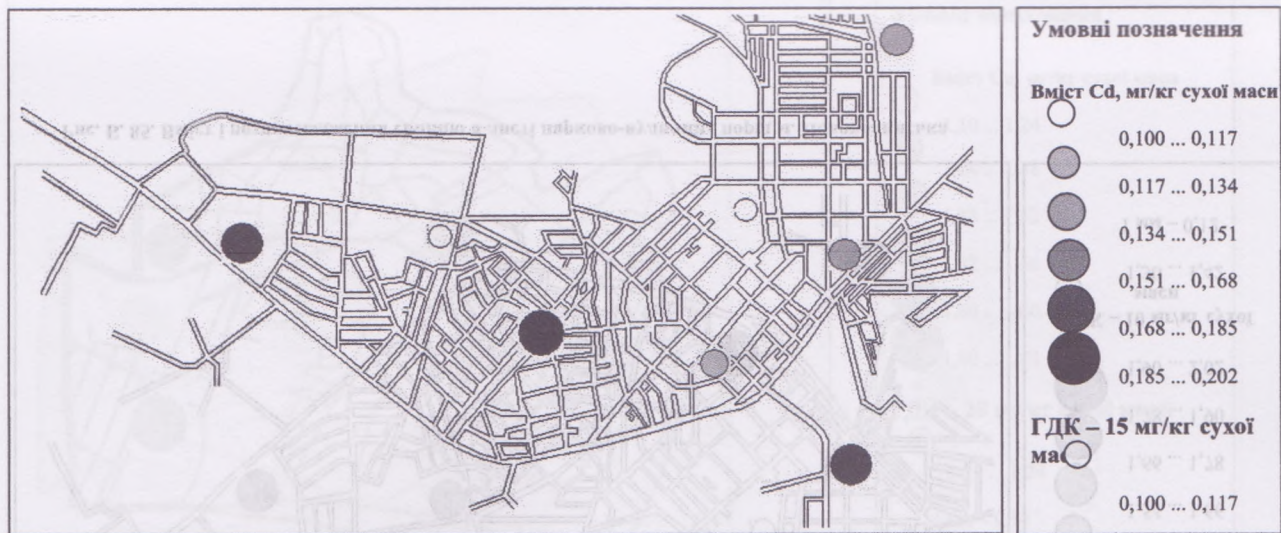 Умовні позначення
Вміст Cd, мг/кг сухої маси
0,100 ... 0,117
0,117 ... 0,134
0,134 ... 0,151
0,151 ... 0,168
0,168 ... 0,185
0,185 ... 0,202
ГДК – 15 мг/кг сухої
мас
0,100 ... 0,117